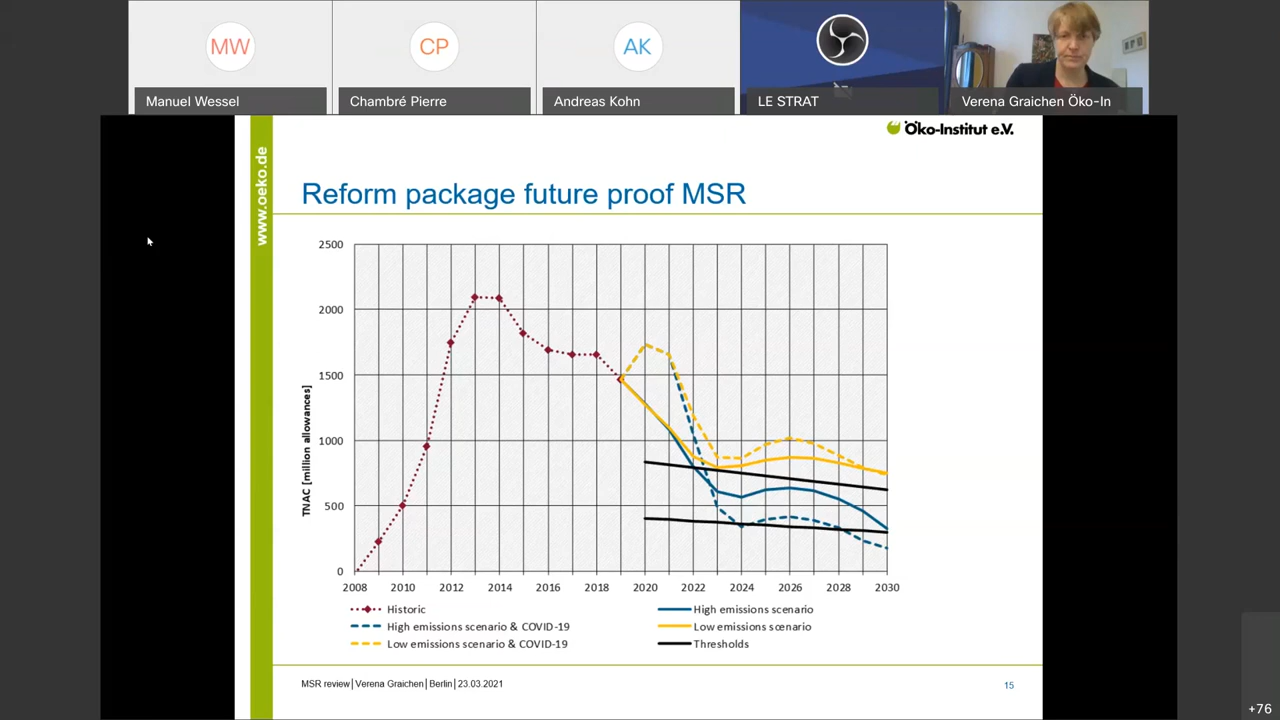 MW
CP
AK
Manuel Wessel
Chambré Pierre
Andreas Kohn
LE STRAT
Verena Graichen Öko-In
Öko-Institut e.V.
www.oeko.de
Reform package future proof MSR
TNAC [million allowances]
2500
2000
1500
1000
500
0
2008 2010 2012 2014 2016 2018 2020 2022 2024 2026 2028 2030
Historic
High emissions scenario
High emissions scenario & COVID-19
Low emissions scenario
Low emissions scenario & COVID-19
Thresholds
MSR review│Verena Graichen│Berlin│23.03.2021
15
+76